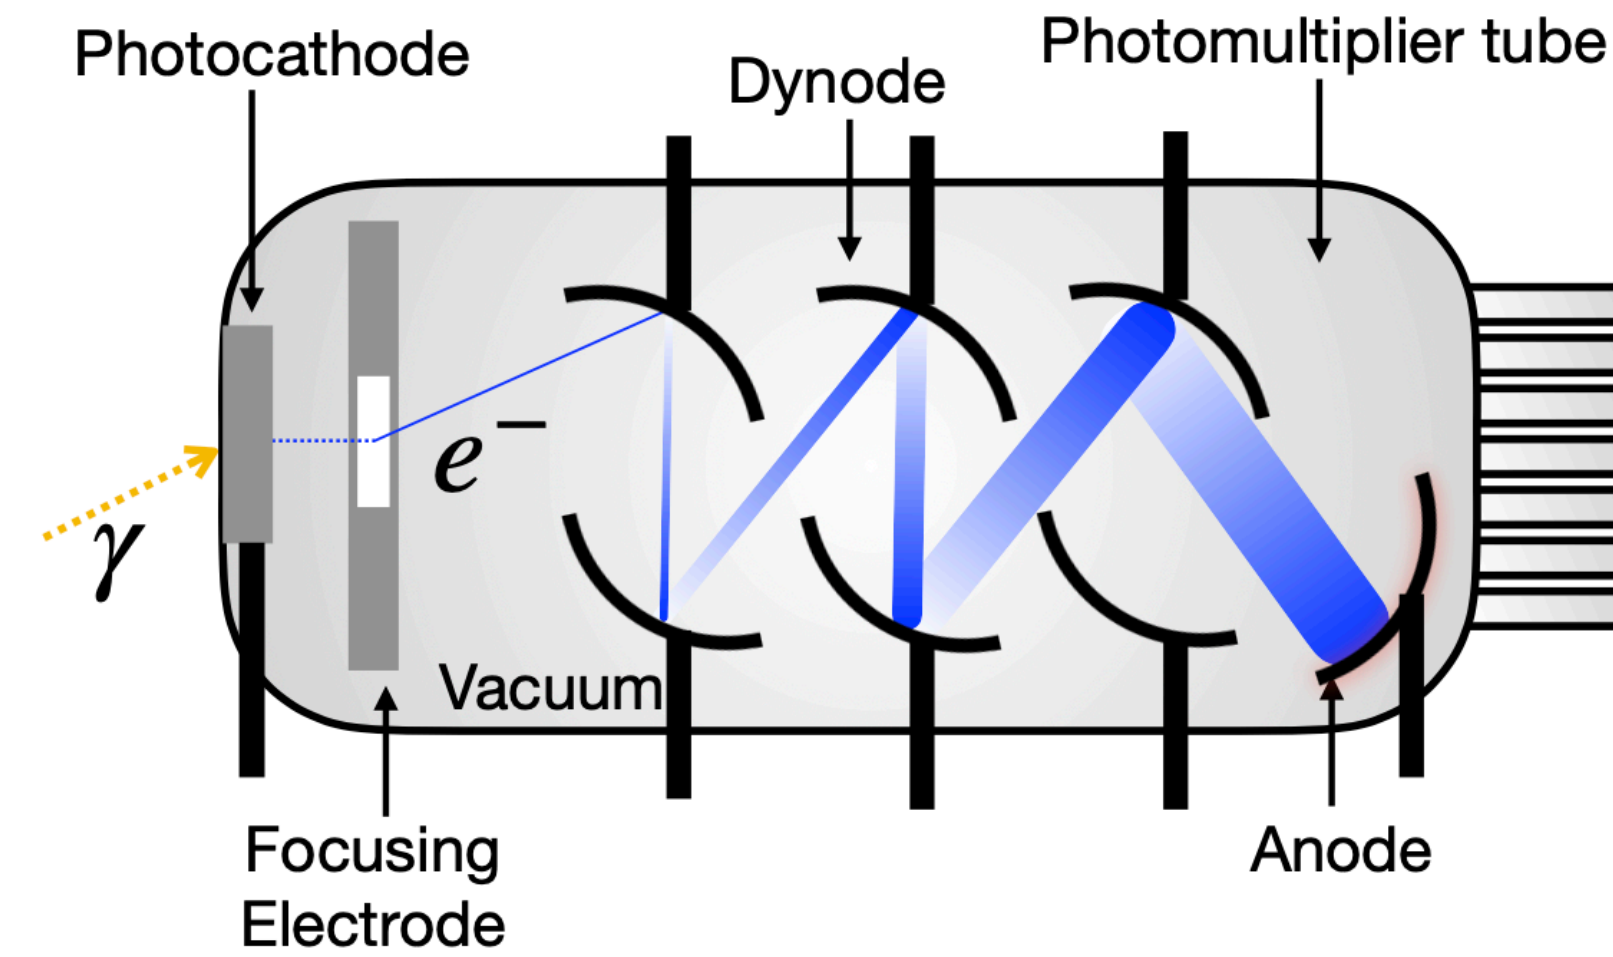 Photocathode
Dynode
Photomultiplier tube
e−
γ
Vacuum
Focusing
Electrode
Anode